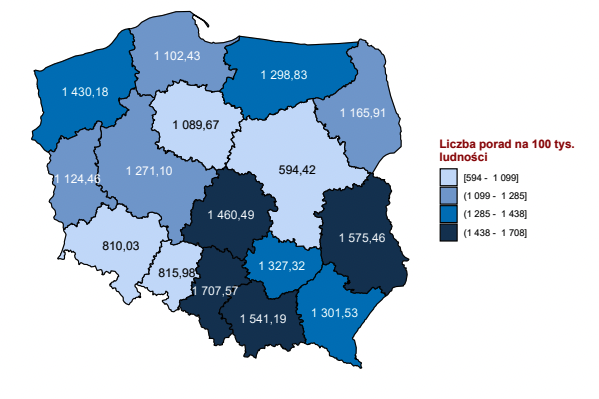 1 102,43
1 298,83
1 430,18
1 165,91
1 089,67
594,42
1 271,10
1 124,46
1 460,49
1 575,46
810,03
1 327,32
815,98
1 707,57
1 541,19
1 301,53
Liczba porad na 100 tys.
ludności
[594 - 1 099]
(1 099 - 1 285]
(1 285 - 1 438]
(1 438 - 1 708]